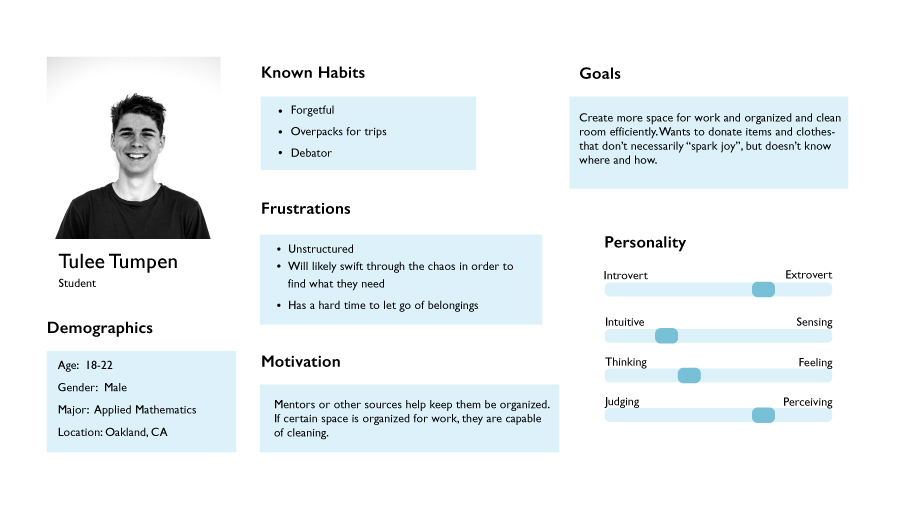 Tulee Tumpen
Student
Demographics
Age: 18-22
Gender: Male
Major: Applied Mathematics
Location: Oakland, CA
Known Habits
• Forgetful
• Overpacks for trips
• Debator
Frustrations
• Unstructured
• Will likely swift through the chaos in order to
find what they need
• Has a hard time to let go of belongings
Motivation
Mentors or other sources help keep them be organized.
If certain space is organized for work, they are capable
of cleaning.
Goals
Create more space for work and organized and clean
room efficiently. Wants to donate items and clothes-
that don't necessarily “spark joy”, but doesn't know
where and how.
Personality
Introvert Extrovert
Intuitive Sensing
Thinking Feeling
Judging Perceiving